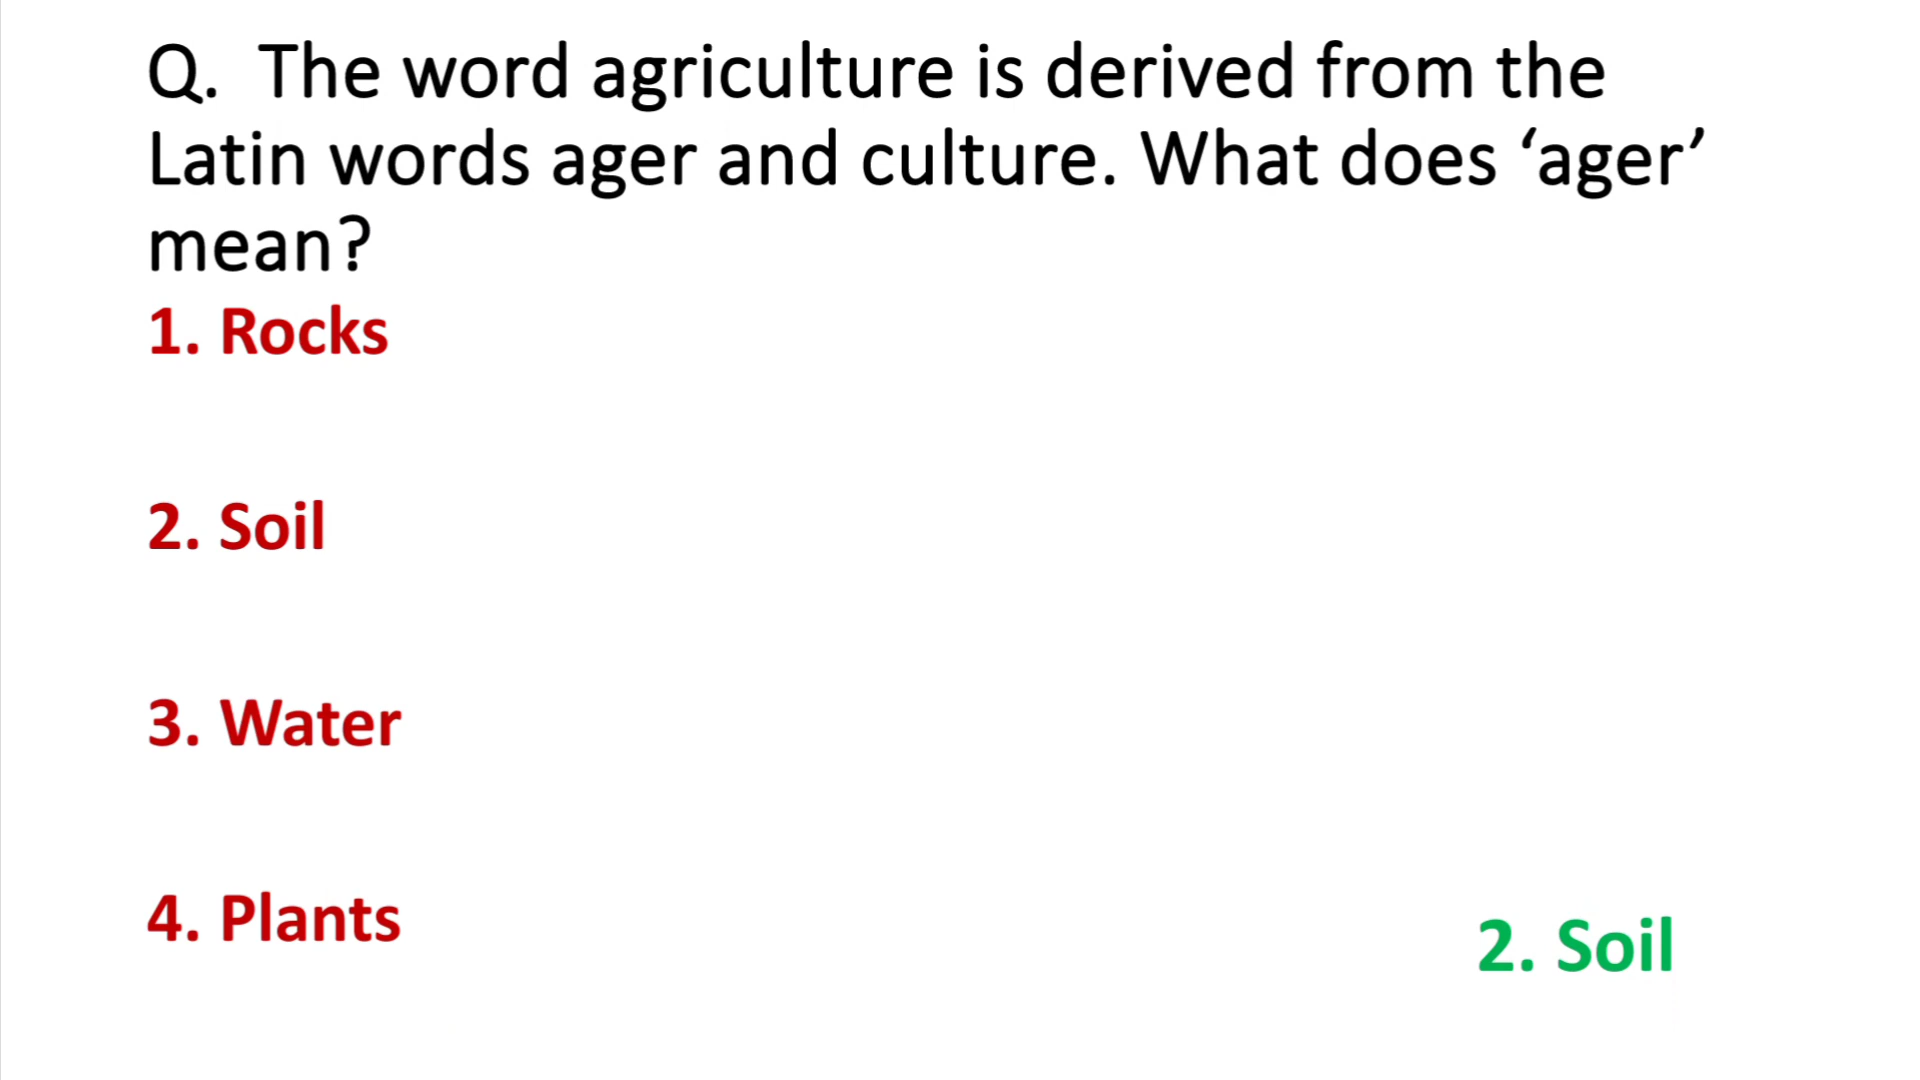 Q. The word agriculture is derived from the
Latin words ager and culture. What does ‘ager’
mean?
1. Rocks
2. Soil
3. Water
4. Plants
2. Soil